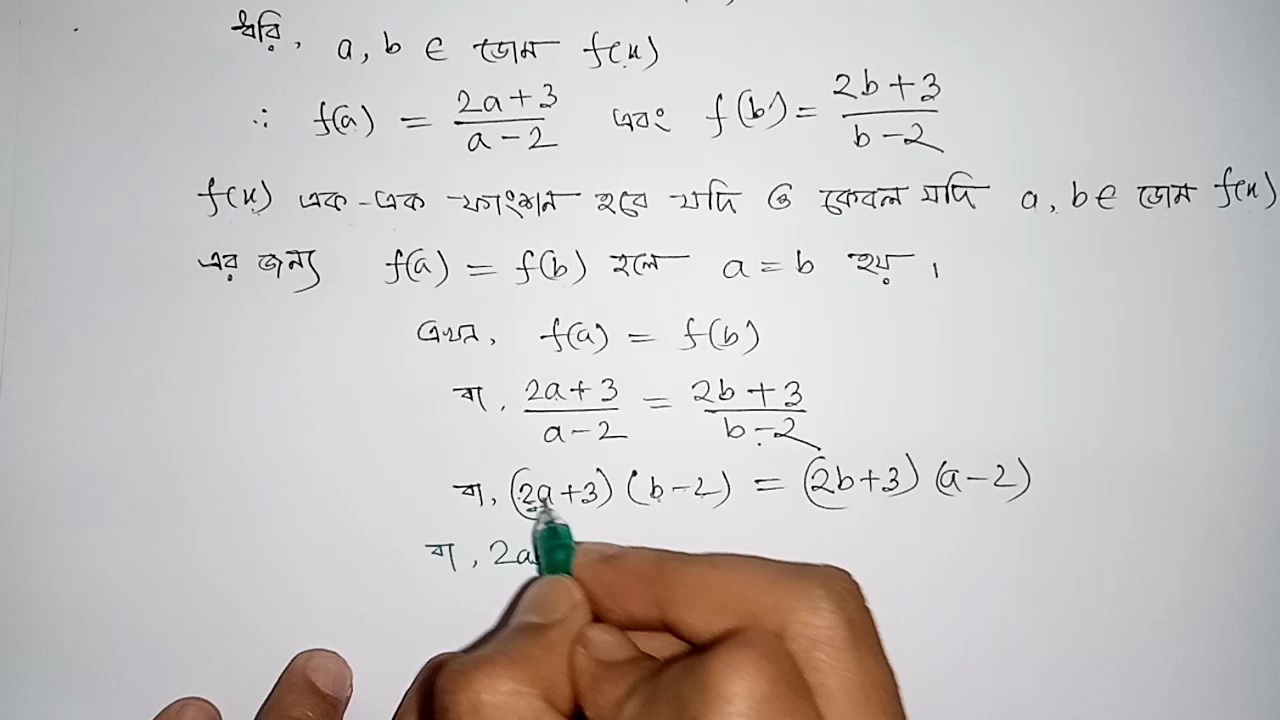 ধরি, a, b ∈ ডোম f(x)
∴ f(a) = (2a+3)/(a-2) এবং f(b) = (2b+3)/(b-2)
f(x) এক-এক ফাংশন হবে যদি ও কেবল যদি a, b ∈ ডোম f(x)
এর জন্য f(a) = f(b) হলে a = b হয়।
এখন, f(a) = f(b)
বা, (2a+3)/(a-2) = (2b+3)/(b-2)
বা, (2a+3)(b-2) = (2b+3)(a-2)
বা, 2a